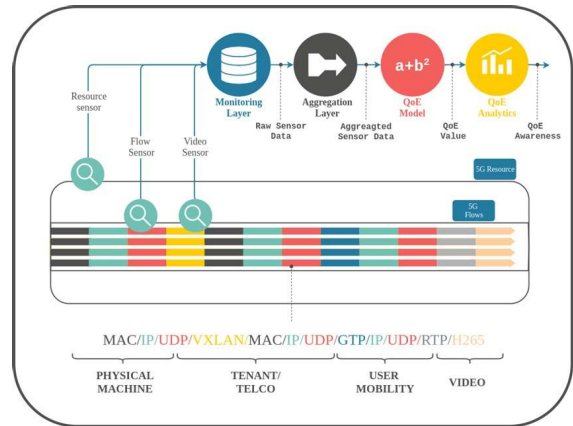 a+b²
Monitoring
Layer
Aggregation
Layer
QoE
Model
QoE
Analytics
Resource
sensor
Flow
Sensor
Video
Sensor
Raw Sensor
Data
Aggreagted
Sensor Data
QoE
Value
QoE
Awareness
5G Resource
5G
Flows
MAC/IP/UDP/VXLAN/MAC/IP/UDP/GTP/IP/UDP/RTP/H265
PHYSICAL
MACHINE
TENANT/
TELCO
USER
MOBILITY
VIDEO